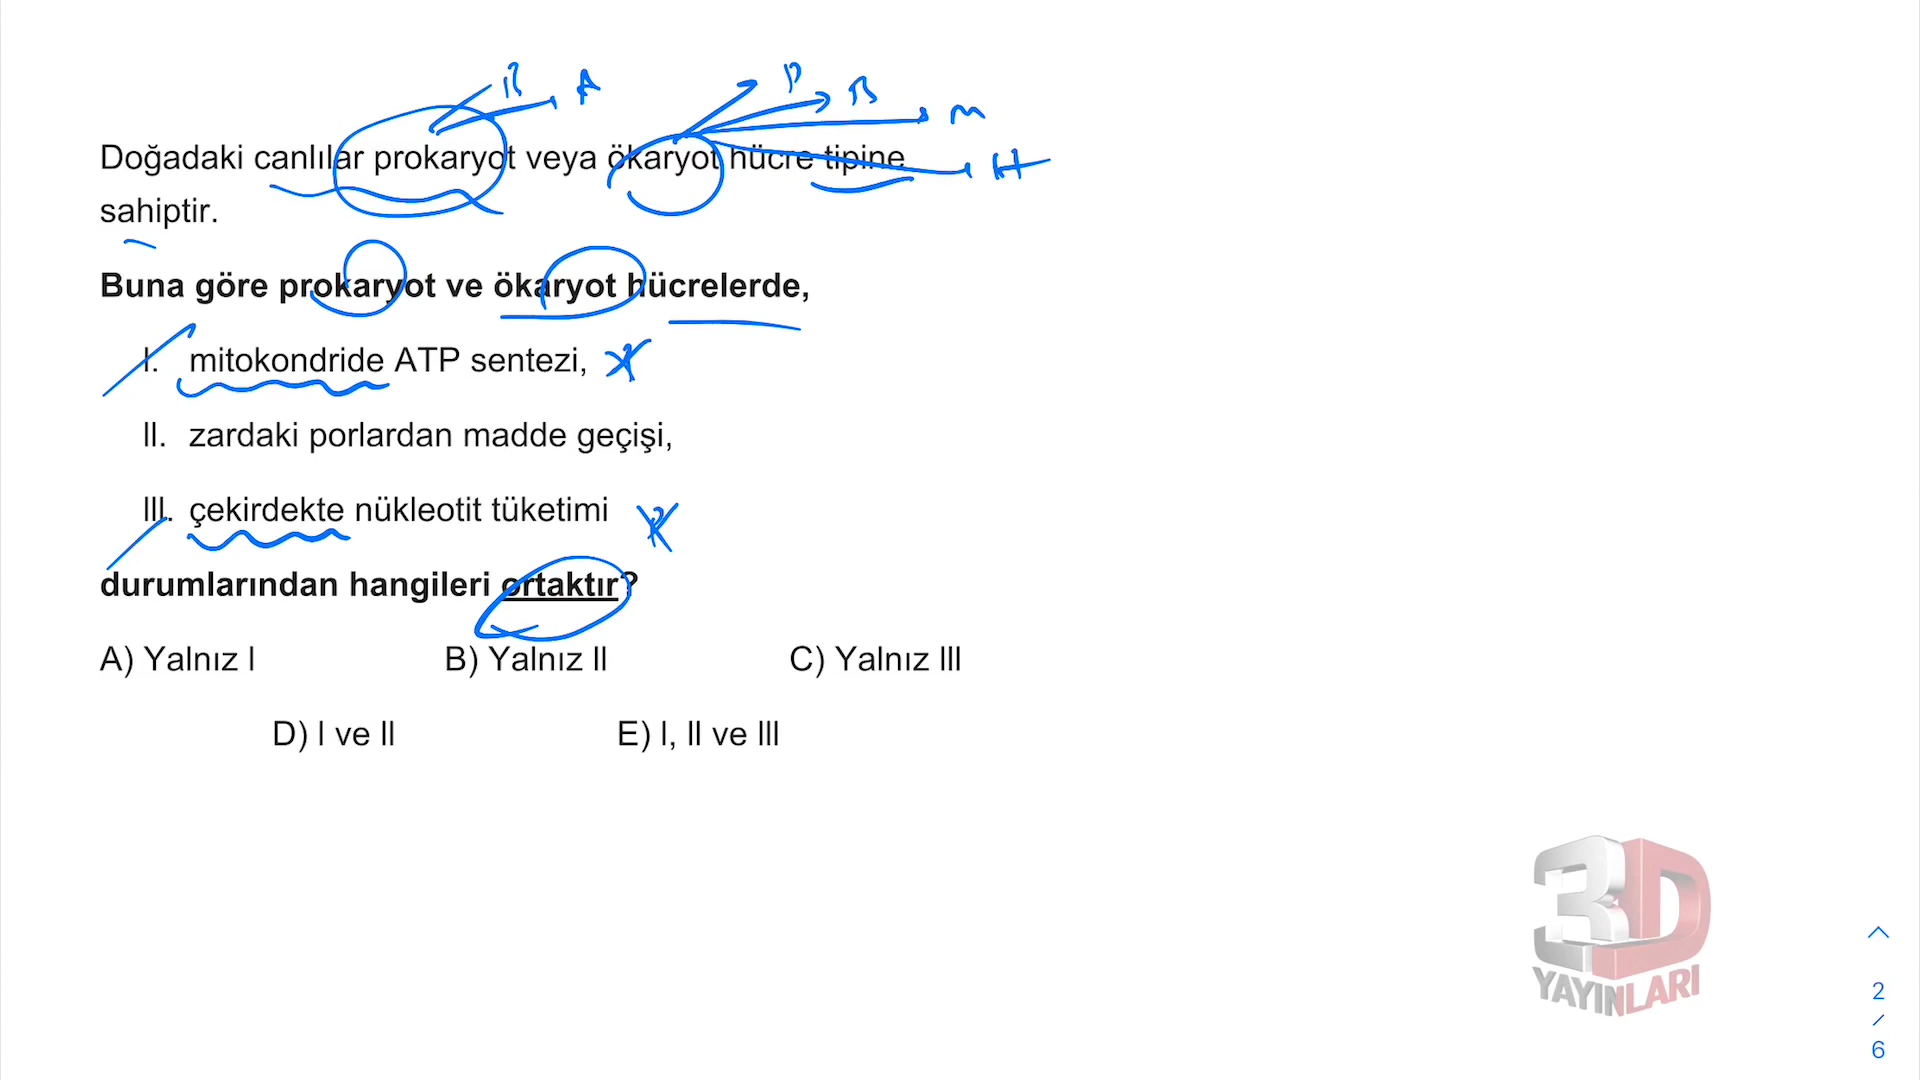 B A P B M H
Doğadaki canlılar prokaryot veya ökaryot hücre tipine
sahiptir.
Buna göre prokaryot ve ökaryot hücrelerde,
I. mitokondride ATP sentezi,
II. zardaki porlardan madde geçişi,
III. çekirdekte nükleotit tüketimi
durumlarından hangileri ortaktır?
A) Yalnız I B) Yalnız II C) Yalnız III
D) I ve II E) I, II ve III
3D
YAYINLARI
2
/
6